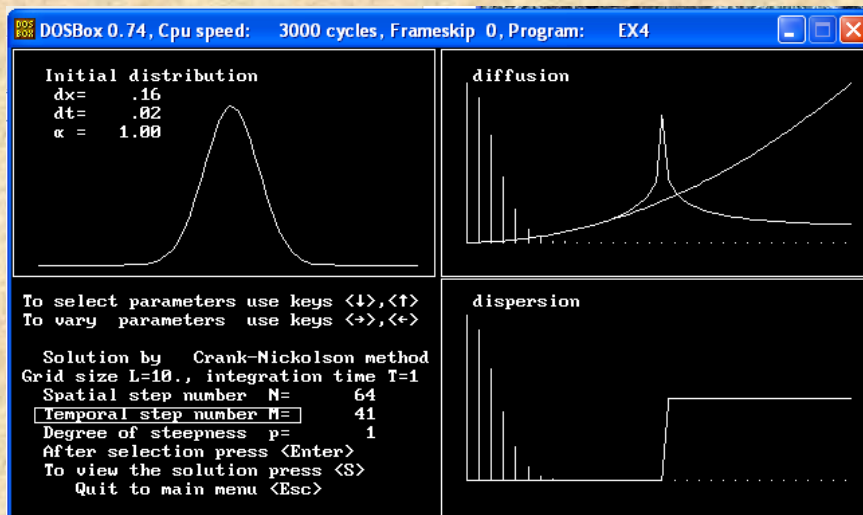 DOSBox 0.74, Cpu speed: 3000 cycles, Frameskip 0, Program: EX4
Initial distribution
dx= .16
dt= .02
α = 1.00
diffusion
To select parameters use keys <↓>,<↑>
To vary parameters use keys <→>,<←>
Solution by Crank-Nickolson method
Grid size L=10., integration time T=1
Spatial step number N= 64
Temporal step number M= 41
Degree of steepness p= 1
After selection press <Enter>
To view the solution press <S>
Quit to main menu <Esc>
dispersion